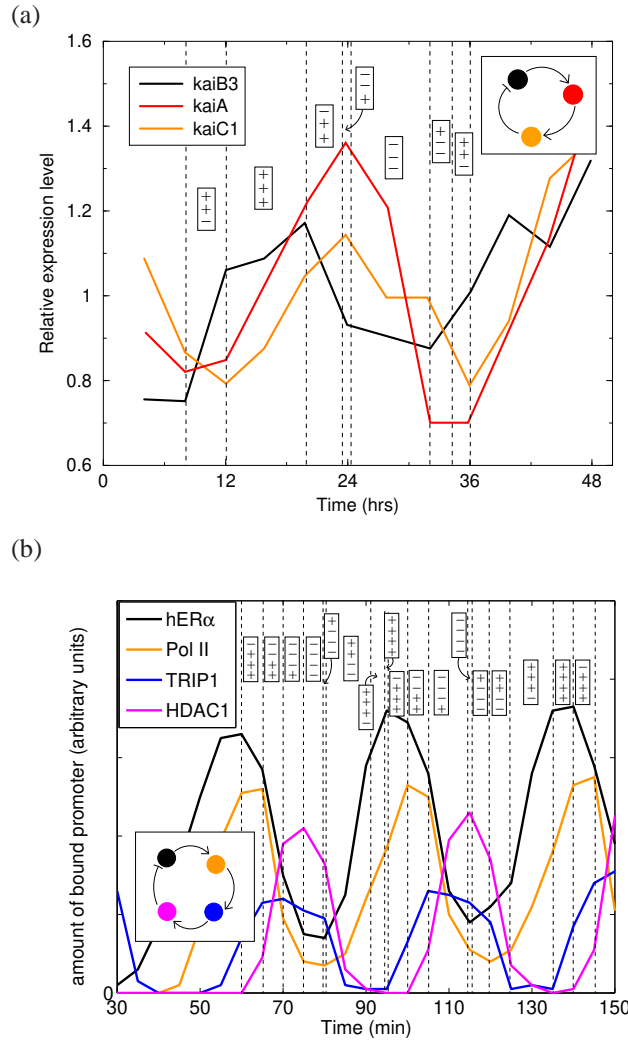 (a)
1.6
1.4
1.2
1
0.8
0.6
Relative expression level
kaiB3
kaiA
kaiC1
+ + −
+ + +
− + +
− − +
− − −
+ − −
+ + −
0 12 24 36 48
Time (hrs)
(b)
hERα
Pol II
TRIP1
HDAC1
amount of bound promoter (arbitrary units)
0
30 50 70 90 110 130 150
Time (min)